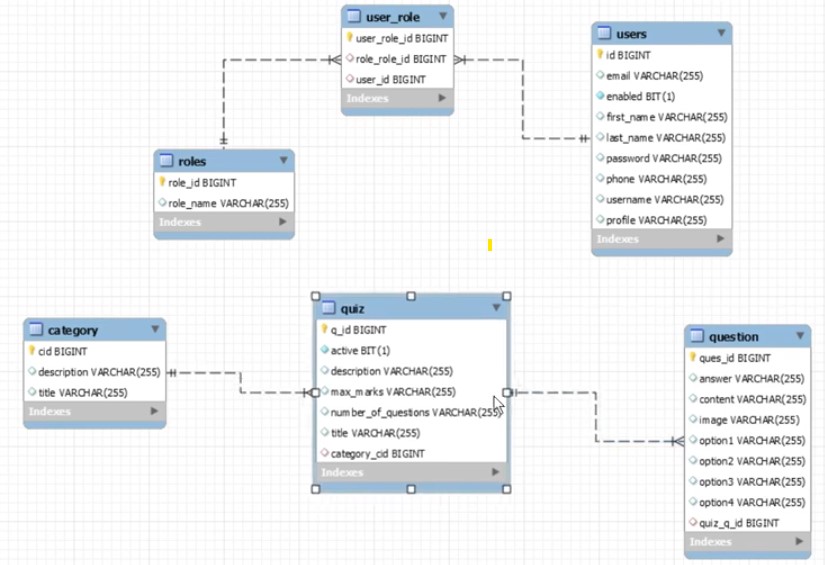 user_role
user_role_id BIGINT
role_role_id BIGINT
user_id BIGINT
Indexes
users
id BIGINT
email VARCHAR(255)
enabled BIT(1)
first_name VARCHAR(255)
last_name VARCHAR(255)
password VARCHAR(255)
phone VARCHAR(255)
username VARCHAR(255)
profile VARCHAR(255)
Indexes
roles
role_id BIGINT
role_name VARCHAR(255)
Indexes
category
cid BIGINT
description VARCHAR(255)
title VARCHAR(255)
Indexes
quiz
q_id BIGINT
active BIT(1)
description VARCHAR(255)
max_marks VARCHAR(255)
number_of_questions VARCHAR(255)
title VARCHAR(255)
category_cid BIGINT
Indexes
question
ques_id BIGINT
answer VARCHAR(255)
content VARCHAR(255)
image VARCHAR(255)
option1 VARCHAR(255)
option2 VARCHAR(255)
option3 VARCHAR(255)
option4 VARCHAR(255)
quiz_q_id BIGINT
Indexes